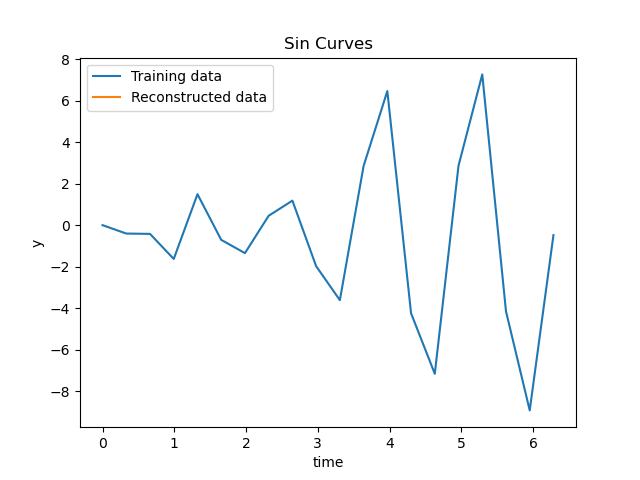 Sin Curves
Training data
Reconstructed data
8
6
4
2
0
−2
−4
−6
−8
y
0 1 2 3 4 5 6
time